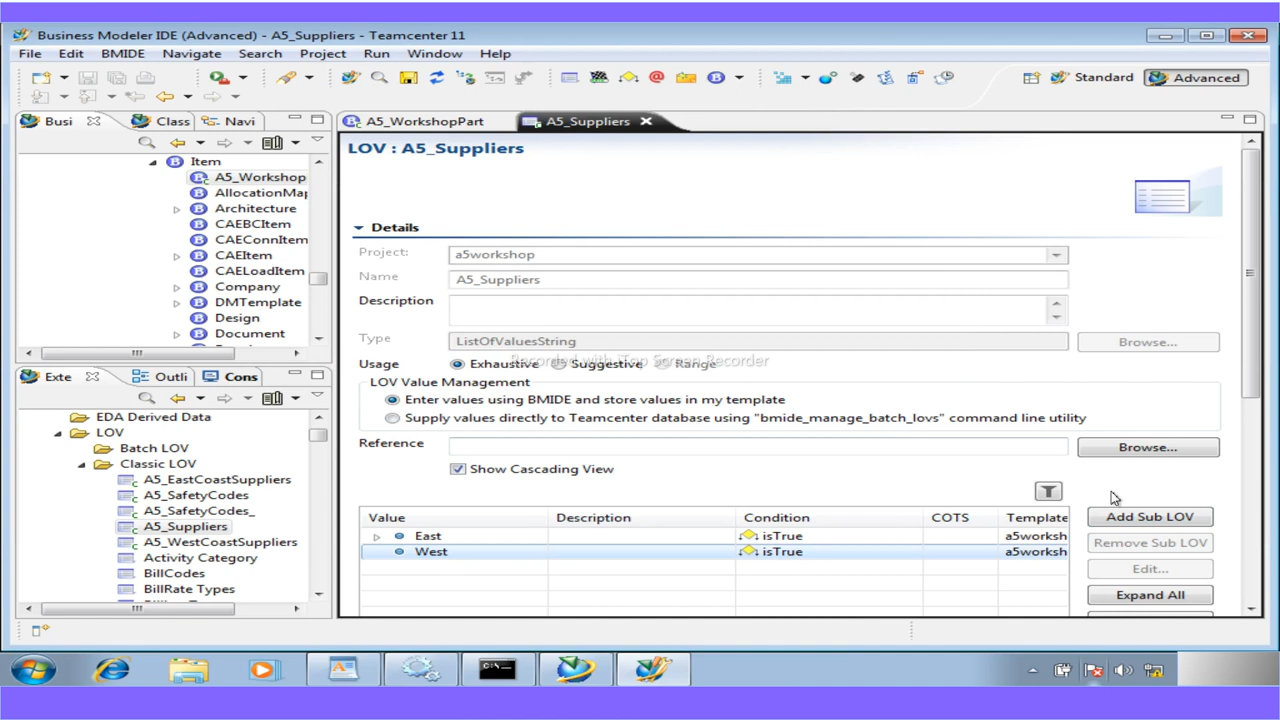 Business Modeler IDE (Advanced) - A5_Suppliers - Teamcenter 11
File Edit BMIDE Navigate Search Project Run Window Help
Standard Advanced
Busi Class Navi
Item
A5_Workshop
AllocationMap
Architecture
CAEBCItem
CAEConnItem
CAEItem
CAELoadItem
Company
DMTemplate
Design
Document
Exte Outli Cons
EDA Derived Data
LOV
Batch LOV
Classic LOV
A5_EastCoastSuppliers
A5_SafetyCodes
A5_SafetyCodes_
A5_Suppliers
A5_WestCoastSuppliers
Activity Category
BillCodes
BillRate Types
A5_WorkshopPart A5_Suppliers
LOV : A5_Suppliers
Details
Project: a5workshop
Name A5_Suppliers
Description
Type ListOfValuesString Browse...
Recorded with iTop Screen Recorder
Usage Exhaustive Suggestive Range
LOV Value Management
Enter values using BMIDE and store values in my template
Supply values directly to Teamcenter database using "bmide_manage_batch_lovs" command line utility
Reference Browse...
Show Cascading View
Value Description Condition COTS Template
East isTrue a5worksh
West isTrue a5worksh
Add Sub LOV
Remove Sub LOV
Edit...
Expand All